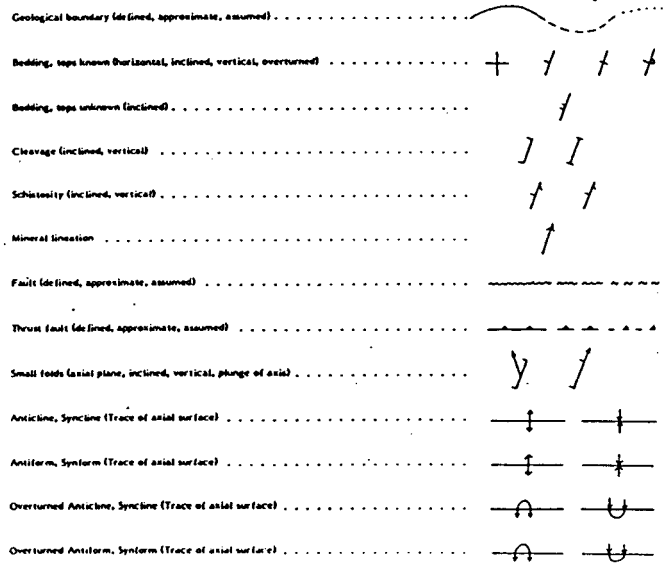 Geological boundary (defined, approximate, assumed)
Bedding, tops known (horizontal, inclined, vertical, overturned)
Bedding, tops unknown (inclined)
Cleavage (inclined, vertical)
Schistosity (inclined, vertical)
Mineral lineation
Fault (defined, approximate, assumed)
Thrust fault (defined, approximate, assumed)
Small folds (axial plane, inclined, vertical, plunge of axis)
Anticline, Syncline (Trace of axial surface)
Antiform, Synform (Trace of axial surface)
Overturned Anticline, Syncline (Trace of axial surface)
Overturned Antiform, Synform (Trace of axial surface)